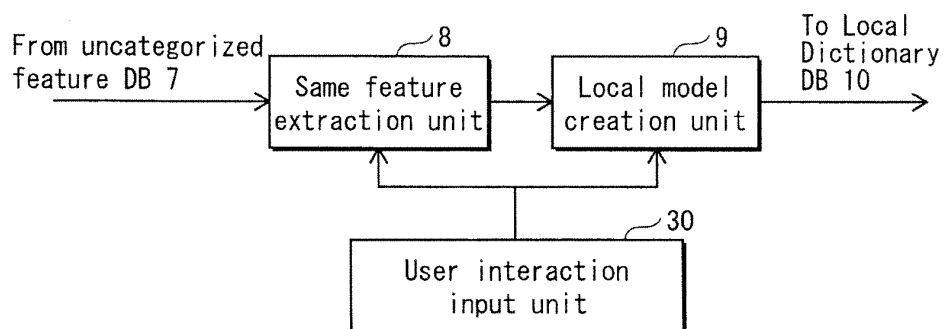 From uncategorized
feature DB 7
8
Same feature
extraction unit
9
Local model
creation unit
To Local
Dictionary
DB 10
30
User interaction
input unit